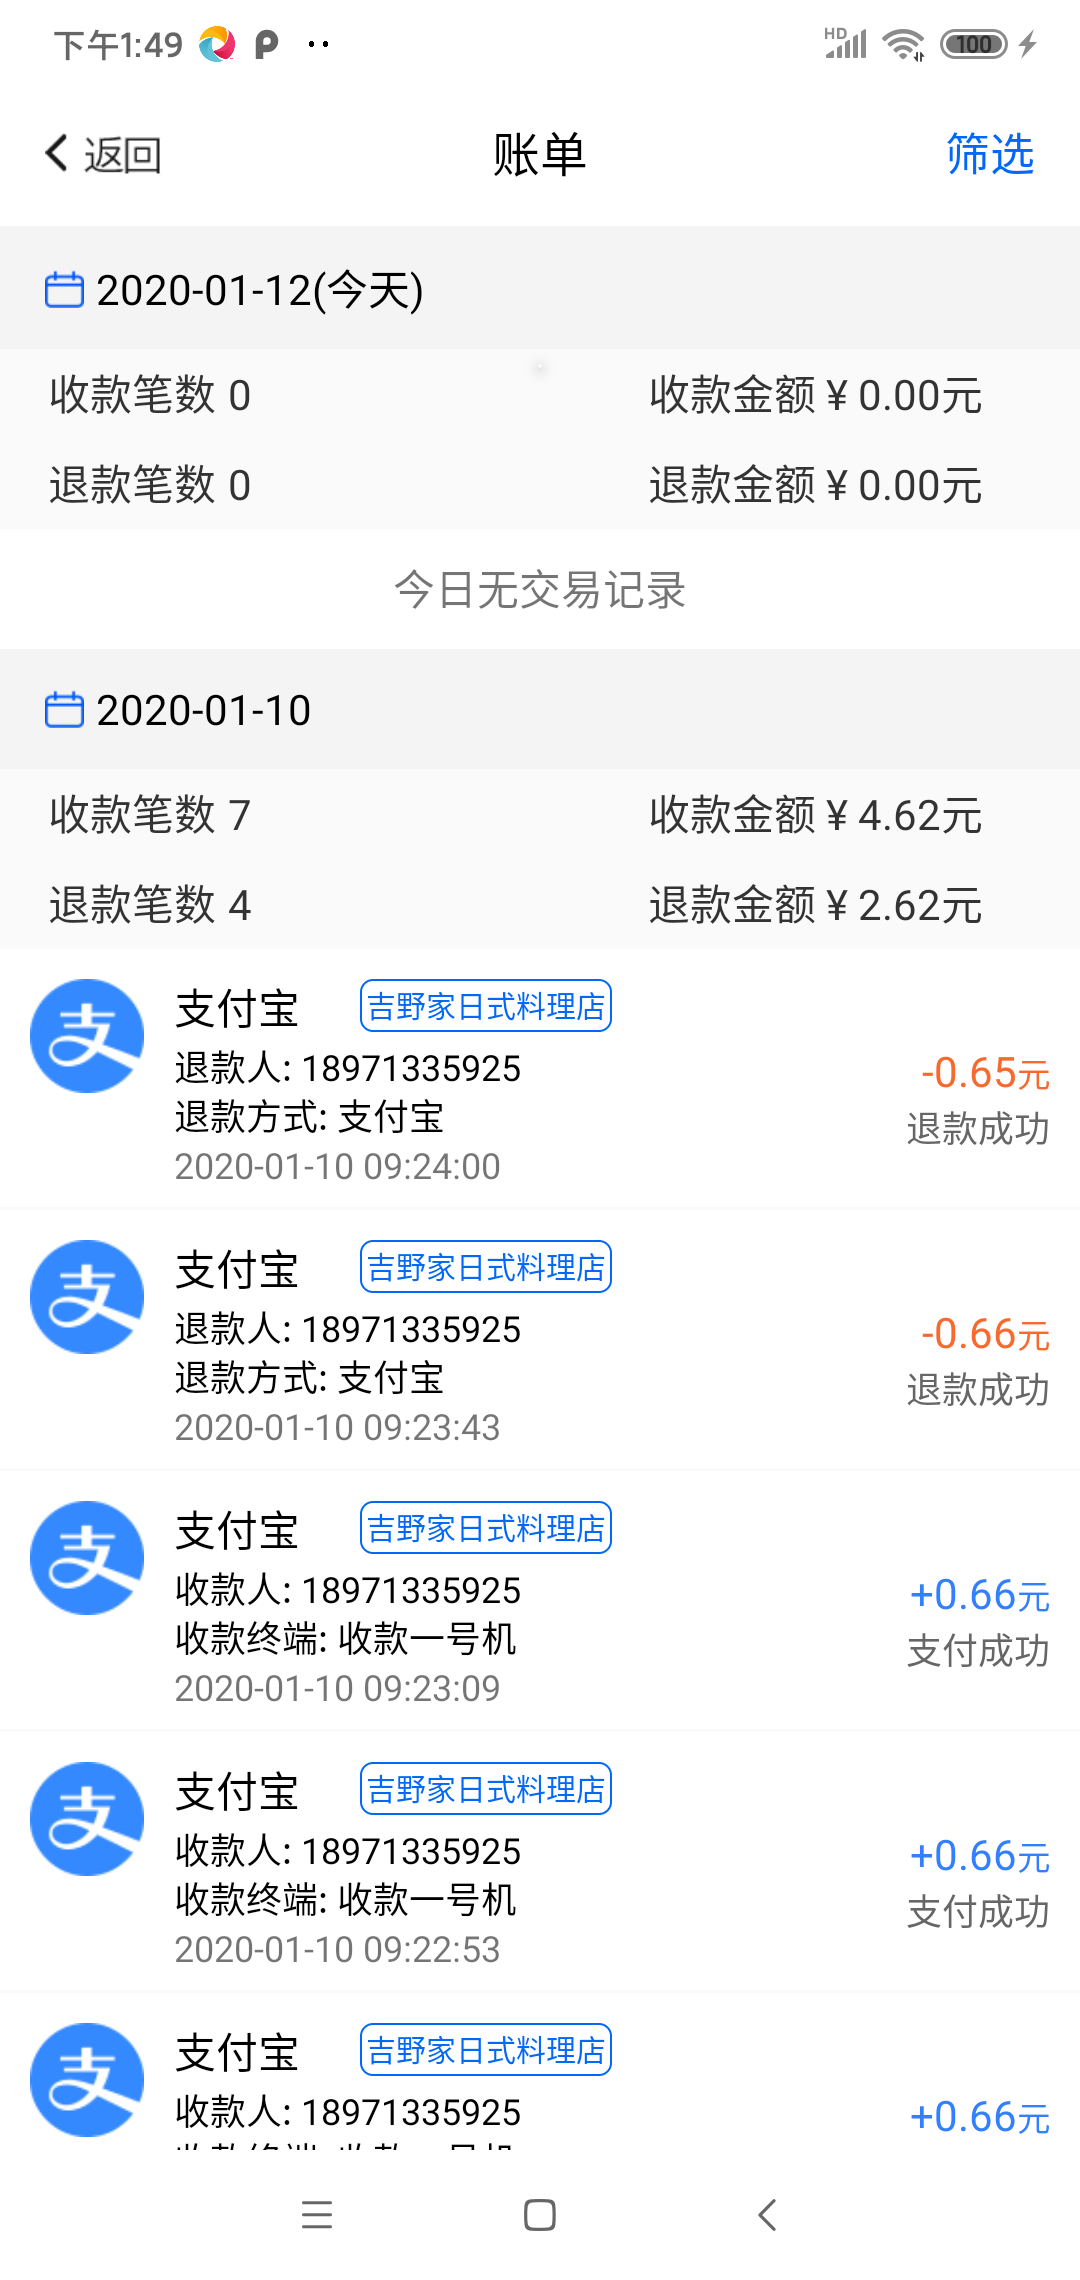 下午1:49
HD
100
返回
账单
筛选
2020-01-12(今天)
收款笔数 0
收款金额 ¥ 0.00元
退款笔数 0
退款金额 ¥ 0.00元
今日无交易记录
2020-01-10
收款笔数 7
收款金额 ¥ 4.62元
退款笔数 4
退款金额 ¥ 2.62元
支付宝
吉野家日式料理店
退款人: 18971335925
退款方式: 支付宝
2020-01-10 09:24:00
-0.65元
退款成功
支付宝
吉野家日式料理店
退款人: 18971335925
退款方式: 支付宝
2020-01-10 09:23:43
-0.66元
退款成功
支付宝
吉野家日式料理店
收款人: 18971335925
收款终端: 收款一号机
2020-01-10 09:23:09
+0.66元
支付成功
支付宝
吉野家日式料理店
收款人: 18971335925
收款终端: 收款一号机
2020-01-10 09:22:53
+0.66元
支付成功
支付宝
吉野家日式料理店
收款人: 18971335925
+0.66元